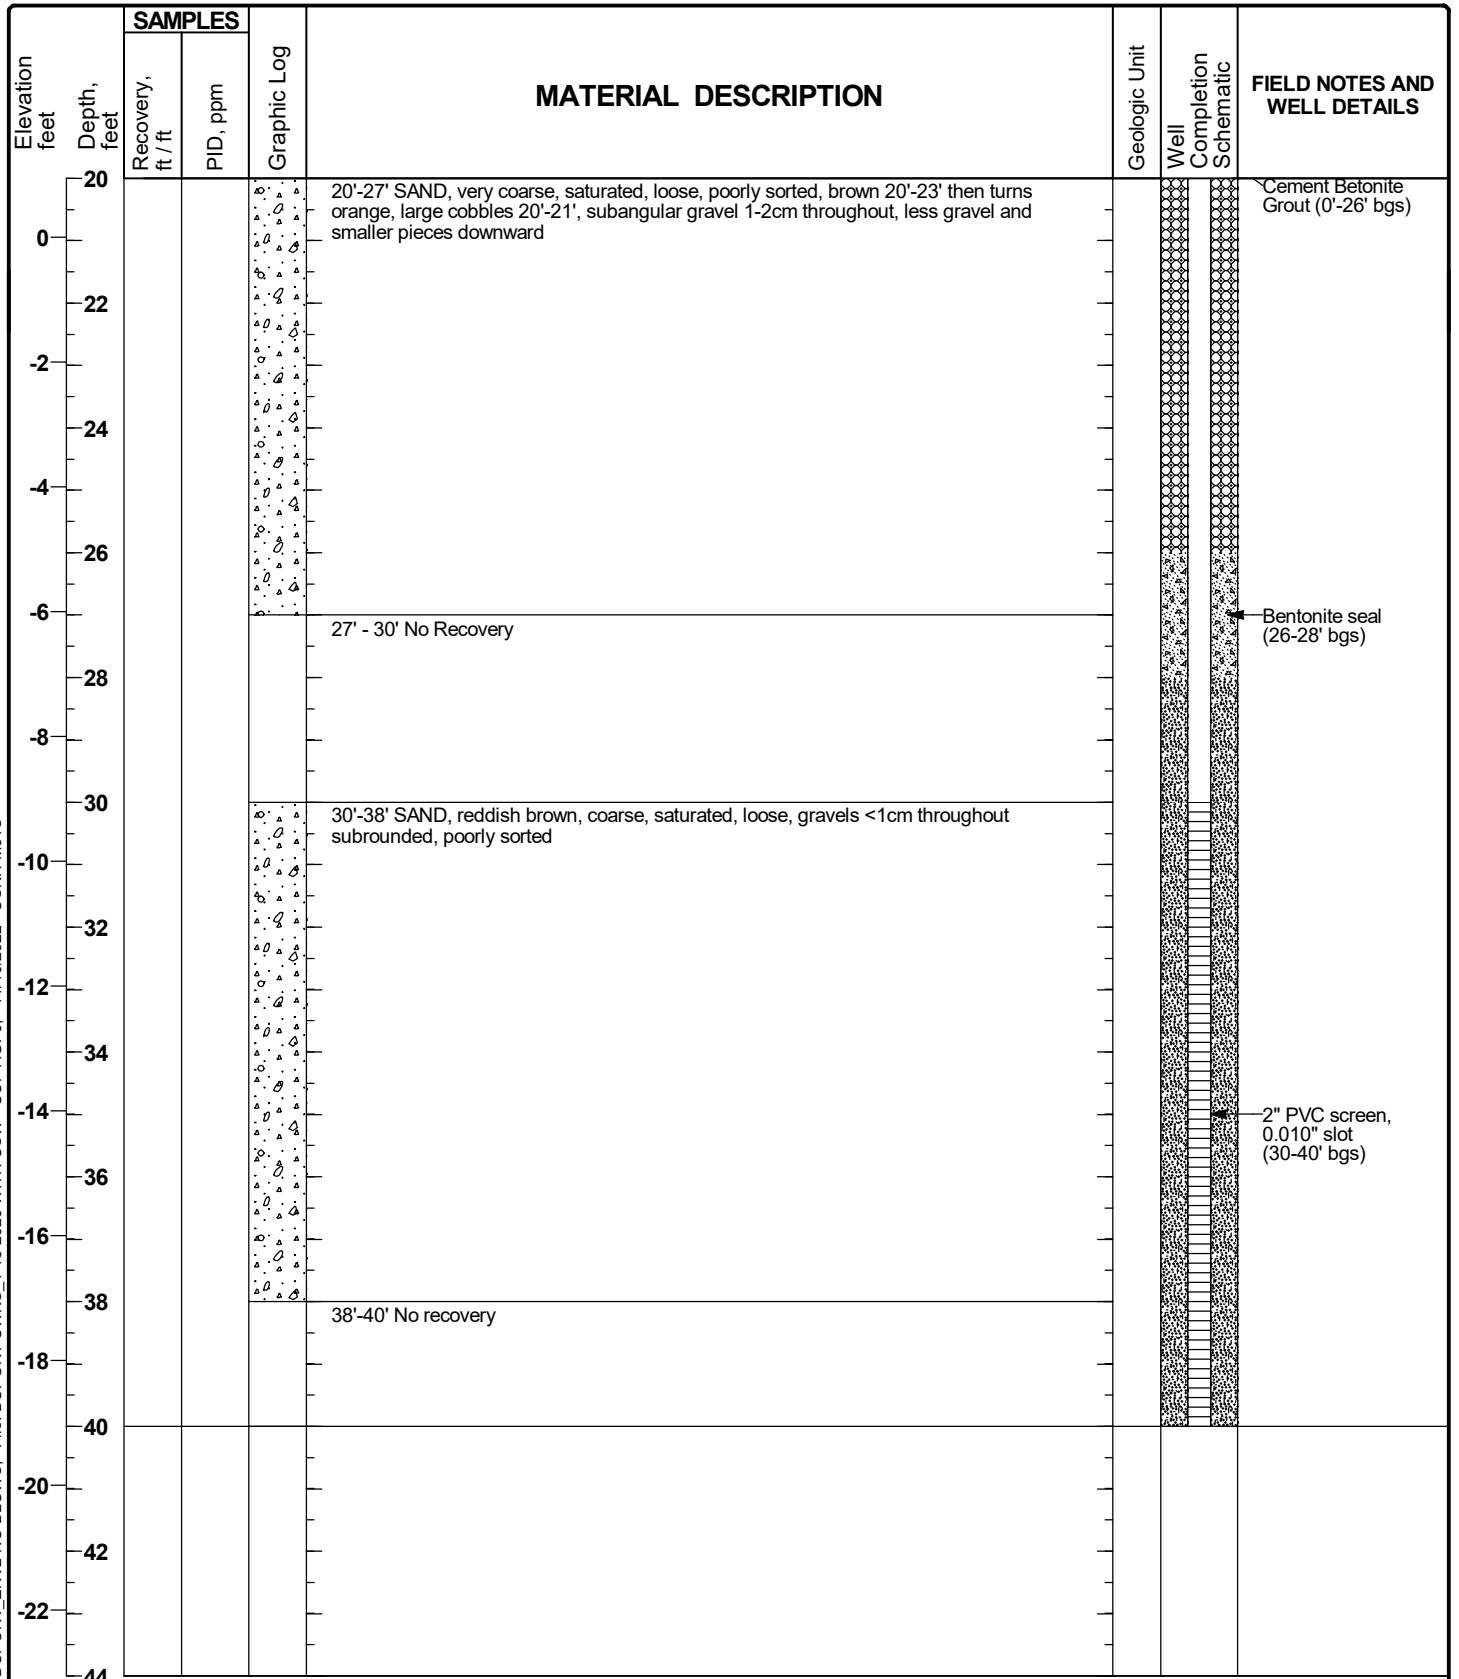 SAMPLES
Elevation
feet
Depth,
feet
Recovery,
ft / ft
PID, ppm
Graphic Log
MATERIAL DESCRIPTION
Geologic Unit
Well
Completion
Schematic
FIELD NOTES AND
WELL DETAILS
20
20'-27' SAND, very coarse, saturated, loose, poorly sorted, brown 20'-23' then turns
orange, large cobbles 20'-21', subangular gravel 1-2cm throughout, less gravel and
smaller pieces downward
Cement Betonite
Grout (0'-26' bgs)
0
22
-2
24
-4
26
-6
27' - 30' No Recovery
Bentonite seal
(26-28' bgs)
28
-8
30
30'-38' SAND, reddish brown, coarse, saturated, loose, gravels <1cm throughout
subrounded, poorly sorted
-10
32
-12
34
-14
2" PVC screen,
0.010" slot
(30-40' bgs)
36
-16
38
38'-40' No recovery
-18
40
-20
42
-22
44